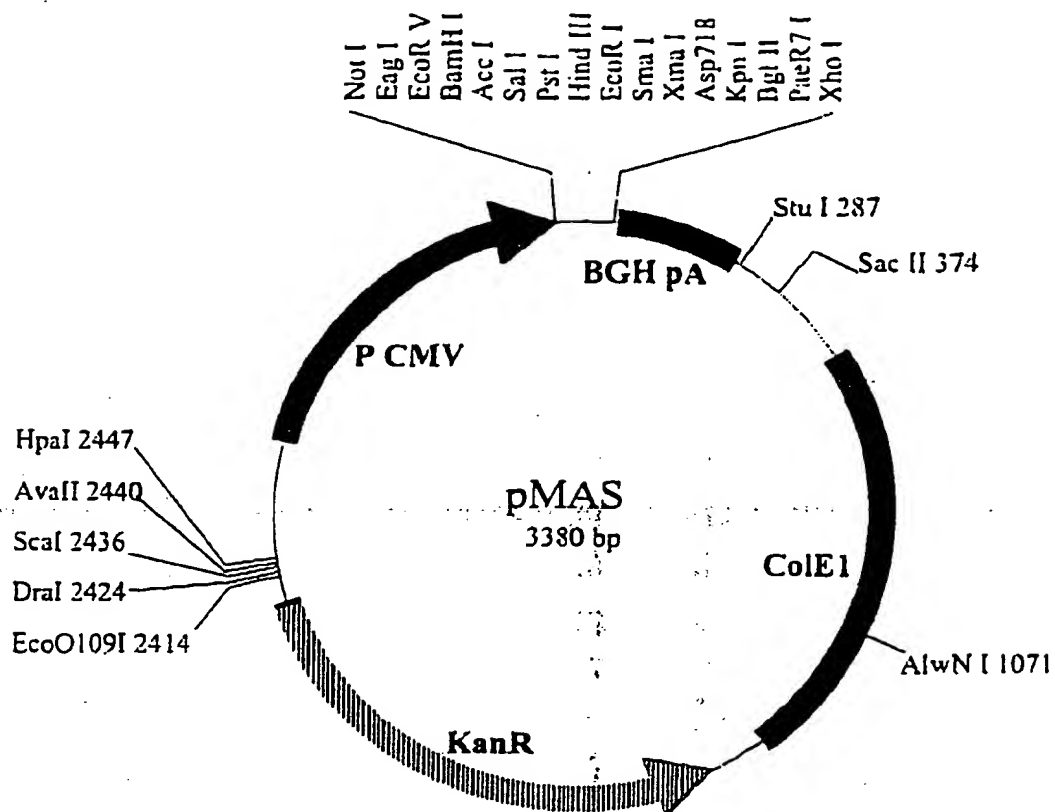 Not I
Eag I
EcoR V
BamH I
Acc I
Sal I
Pst I
Hind III
EcoR I
Sma I
Xma I
Asp718
Kpn I
Bgl II
PaeR7 I
Xho I
Stu I 287
Sac II 374
BGH pA
P CMV
HpaI 2447
AvaII 2440
ScaI 2436
DraI 2424
EcoO109I 2414
pMAS
3380 bp
ColE1
AlwN I 1071
KanR